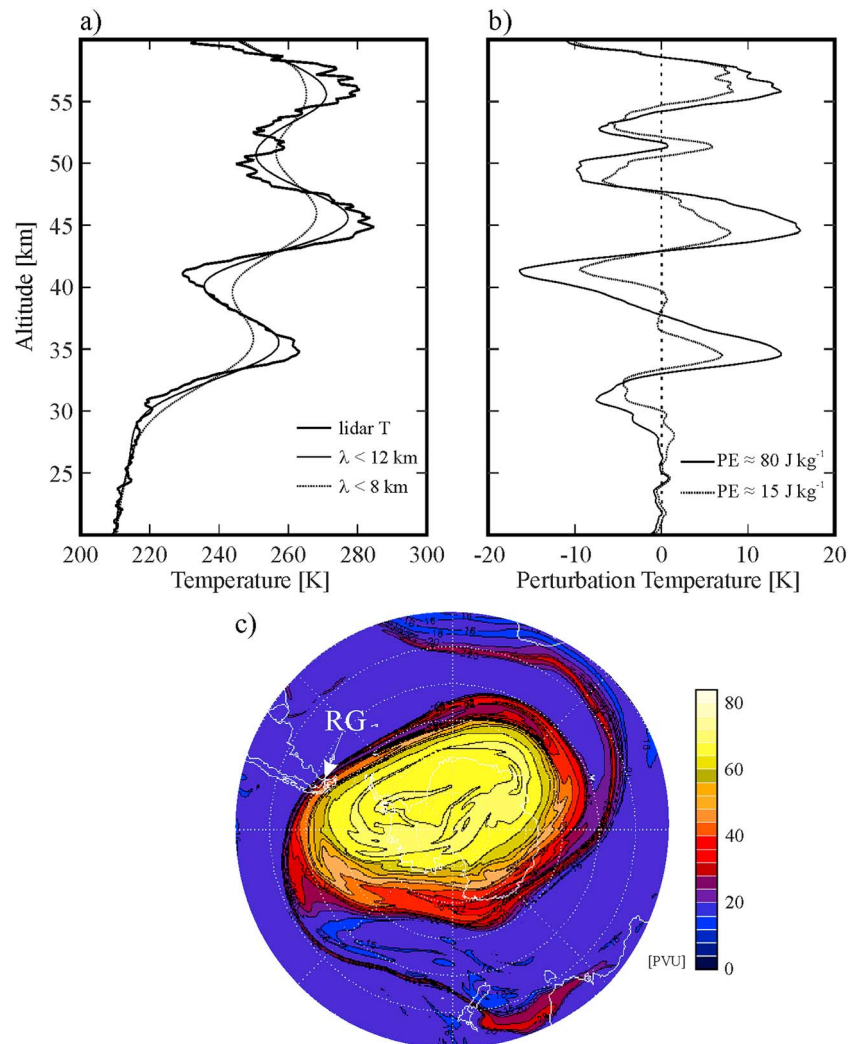 a)
b)
55
50
45
40
35
30
25
Altitude [km]
lidar T
λ < 12 km
λ < 8 km
PE ≈ 80 J kg⁻¹
PE ≈ 15 J kg⁻¹
200 220 240 260 280 300
-20 -10 0 10 20
Temperature [K]
Perturbation Temperature [K]
c)
RG
80
60
40
20
0
[PVU]